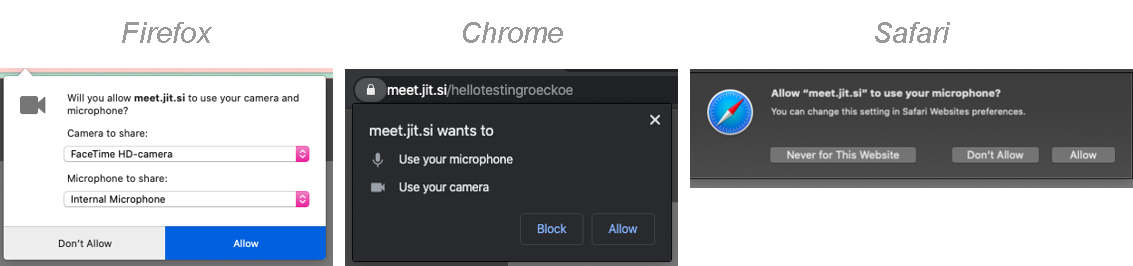 Firefox
Will you allow meet.jit.si to use your camera and
microphone?
Camera to share:
FaceTime HD-camera
Microphone to share:
Internal Microphone
Don't Allow
Allow
Chrome
meet.jit.si/hellotestingroeckoe
meet.jit.si wants to
Use your microphone
Use your camera
Block
Allow
Safari
Allow “meet.jit.si” to use your microphone?
You can change this setting in Safari Websites preferences.
Never for This Website
Don't Allow
Allow